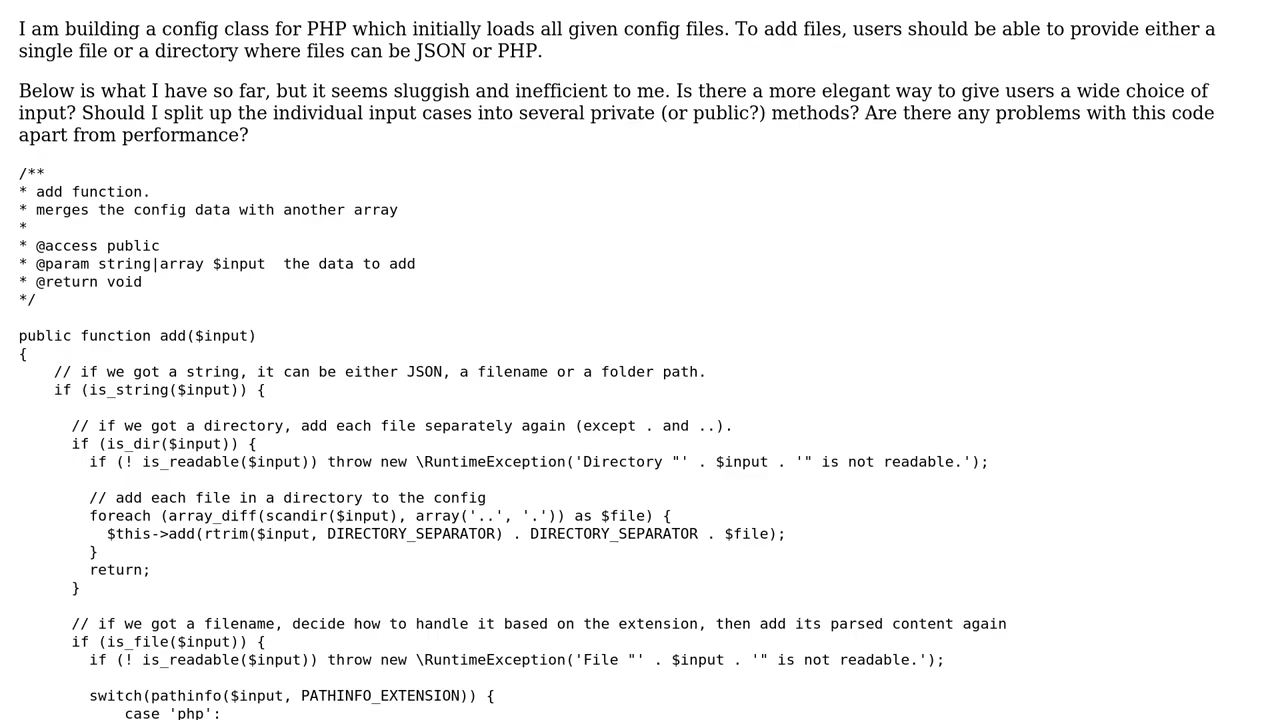 I am building a config class for PHP which initially loads all given config files. To add files, users should be able to provide either a
single file or a directory where files can be JSON or PHP.
Below is what I have so far, but it seems sluggish and inefficient to me. Is there a more elegant way to give users a wide choice of
input? Should I split up the individual input cases into several private (or public?) methods? Are there any problems with this code
apart from performance?
/**
* add function.
* merges the config data with another array
*
* @access public
* @param string|array $input  the data to add
* @return void
*/
public function add($input)
{
    // if we got a string, it can be either JSON, a filename or a folder path.
    if (is_string($input)) {
      // if we got a directory, add each file separately again (except . and ..).
      if (is_dir($input)) {
        if (! is_readable($input)) throw new \RuntimeException('Directory "' . $input . '" is not readable.');
        // add each file in a directory to the config
        foreach (array_diff(scandir($input), array('..', '.')) as $file) {
          $this->add(rtrim($input, DIRECTORY_SEPARATOR) . DIRECTORY_SEPARATOR . $file);
        }
        return;
      }
      // if we got a filename, decide how to handle it based on the extension, then add its parsed content again
      if (is_file($input)) {
        if (! is_readable($input)) throw new \RuntimeException('File "' . $input . '" is not readable.');
        switch(pathinfo($input, PATHINFO_EXTENSION)) {
            case 'php':